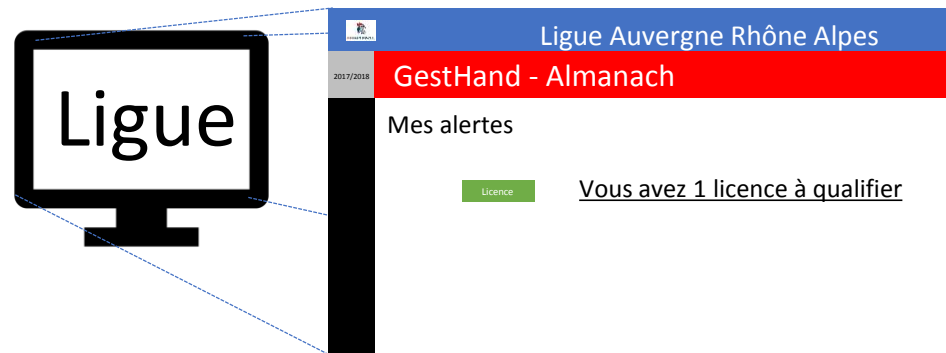 Ligue
Ligue Auvergne Rhône Alpes
2017/2018
GestHand - Almanach
Mes alertes
Licence
Vous avez 1 licence à qualifier